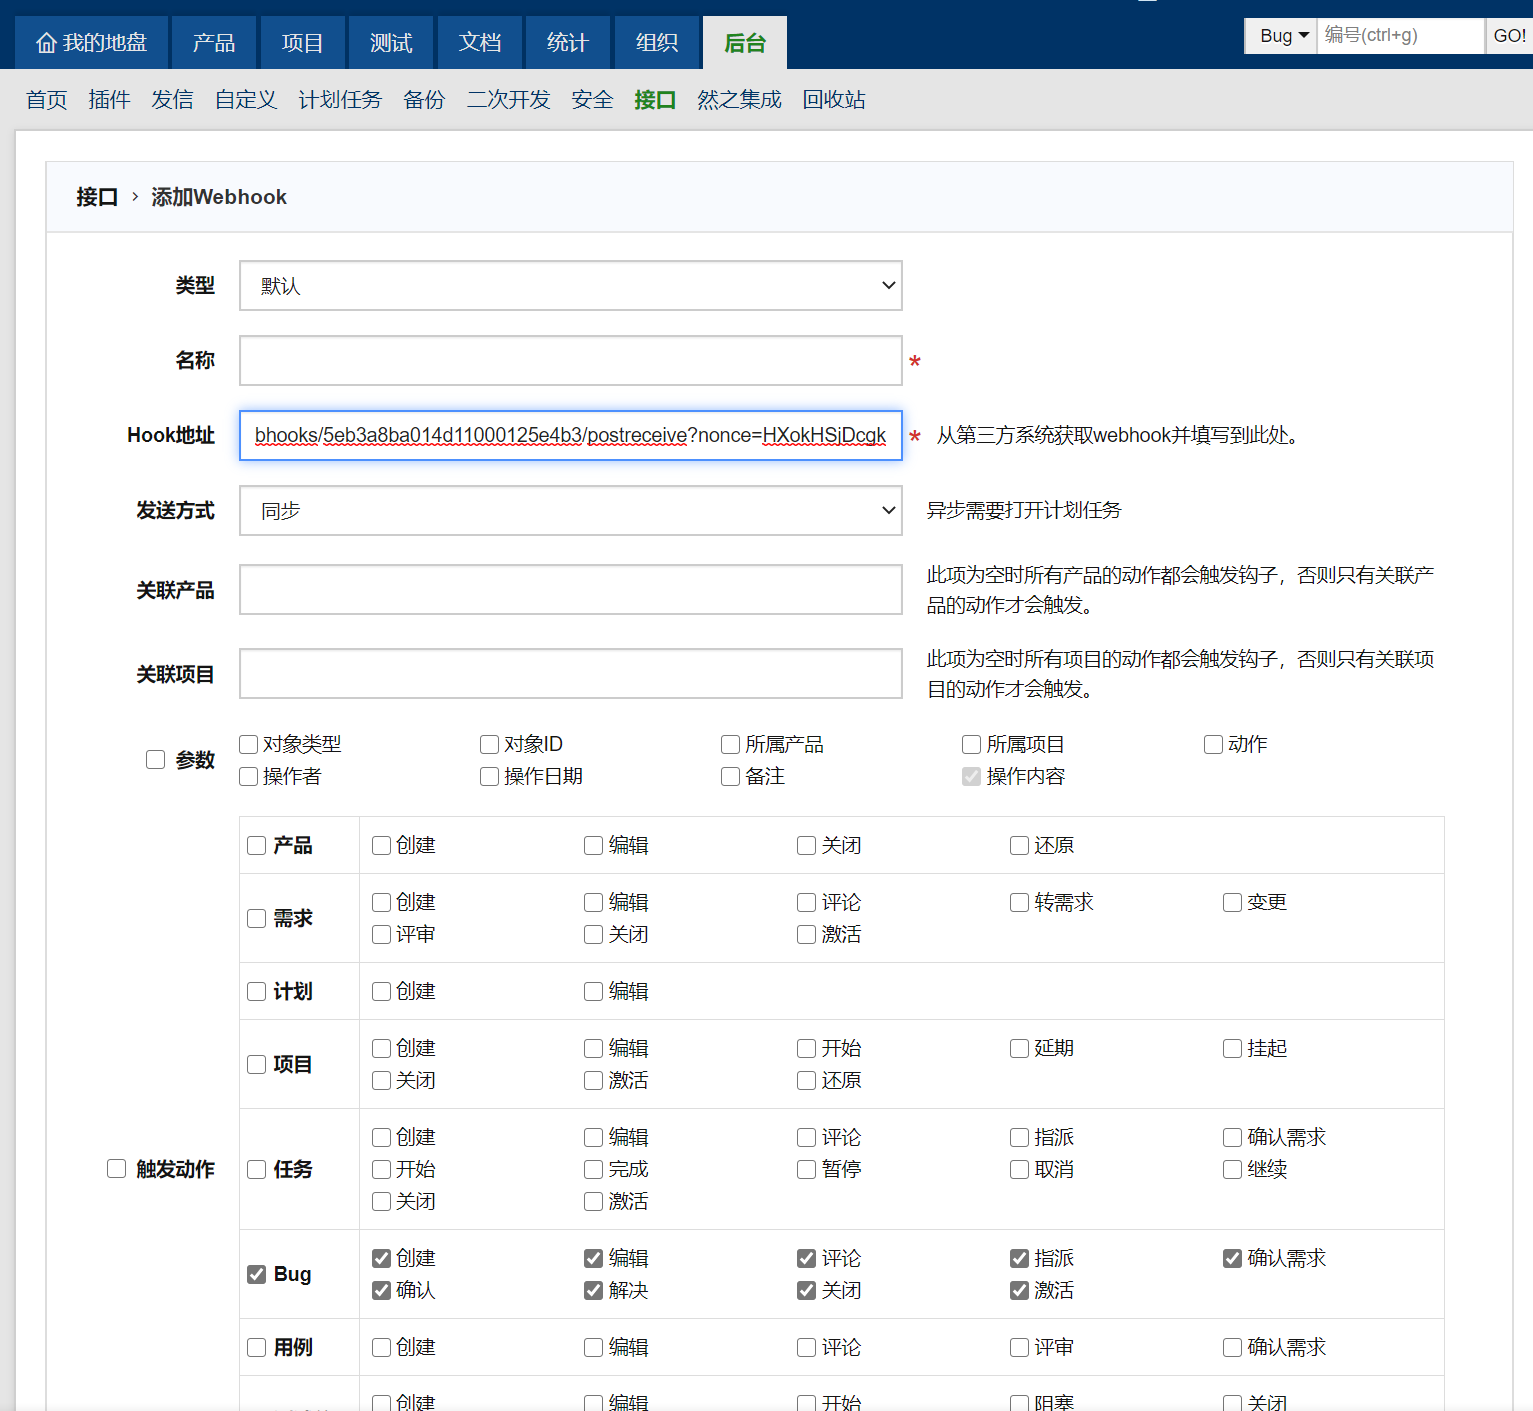 我的地盘 产品 项目 测试 文档 统计 组织 后台 Bug 编号(ctrl+g) GO!
首页 插件 发信 自定义 计划任务 备份 二次开发 安全 接口 然之集成 回收站
接口 › 添加Webhook
类型 默认
名称 *
Hook地址 bhooks/5eb3a8ba014d11000125e4b3/postreceive?nonce=HXokHSjDcgk * 从第三方系统获取webhook并填写到此处。
发送方式 同步 异步需要打开计划任务
关联产品 此项为空时所有产品的动作都会触发钩子，否则只有关联产
品的动作才会触发。
关联项目 此项为空时所有项目的动作都会触发钩子，否则只有关联项
目的动作才会触发。
参数 对象类型 对象ID 所属产品 所属项目 动作
操作者 操作日期 备注 操作内容
产品 创建 编辑 关闭 还原
需求 创建 编辑 评论 转需求 变更
评审 关闭 激活
计划 创建 编辑
项目 创建 编辑 开始 延期 挂起
关闭 激活 还原
触发动作 任务 创建 编辑 评论 指派 确认需求
开始 完成 暂停 取消 继续
关闭 激活
Bug 创建 编辑 评论 指派 确认需求
确认 解决 关闭 激活
用例 创建 编辑 评论 评审 确认需求
创建 编辑 开始 阻塞 关闭